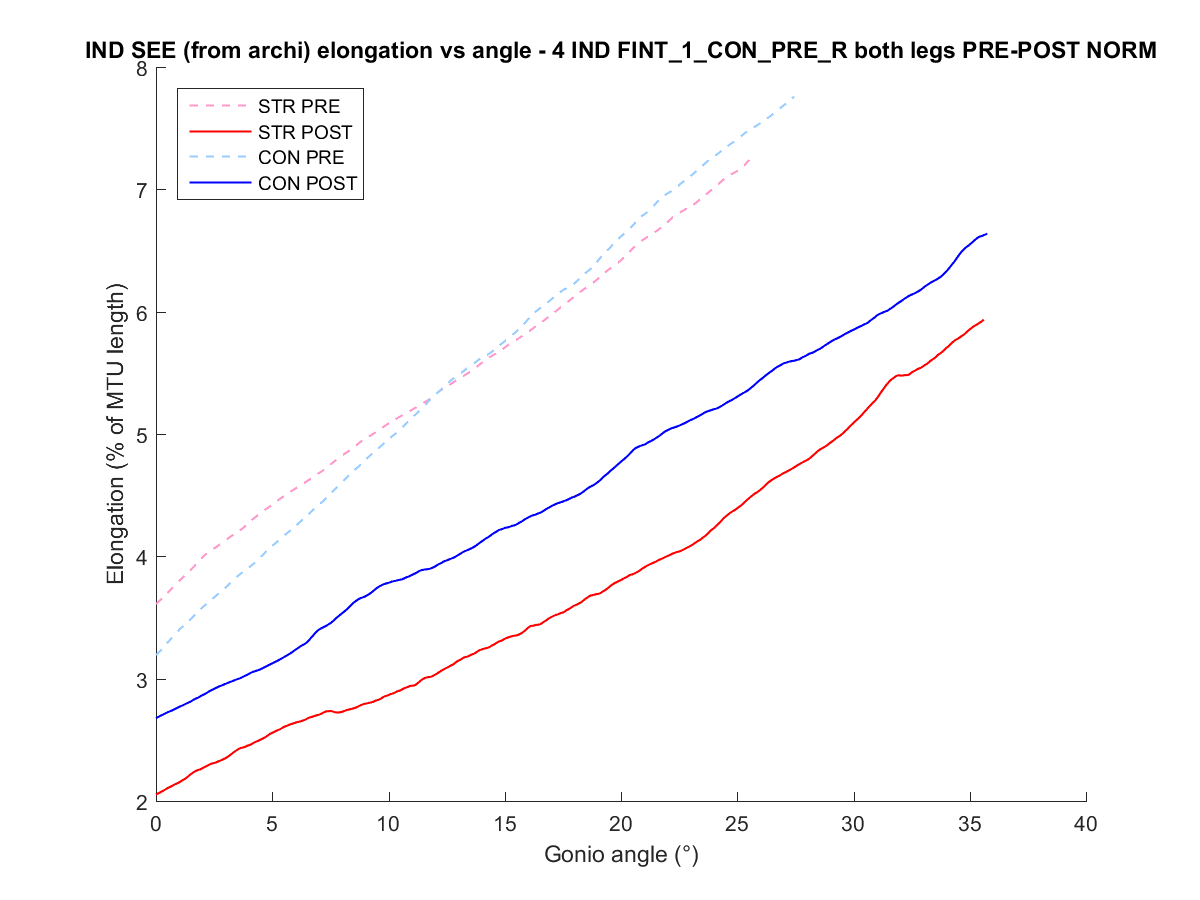 IND SEE (from archi) elongation vs angle - 4 IND FINT_1_CON_PRE_R both legs PRE-POST NORM
8
7
6
5
4
3
2
Elongation (% of MTU length)
STR PRE
STR POST
CON PRE
CON POST
0 5 10 15 20 25 30 35 40
Gonio angle (°)